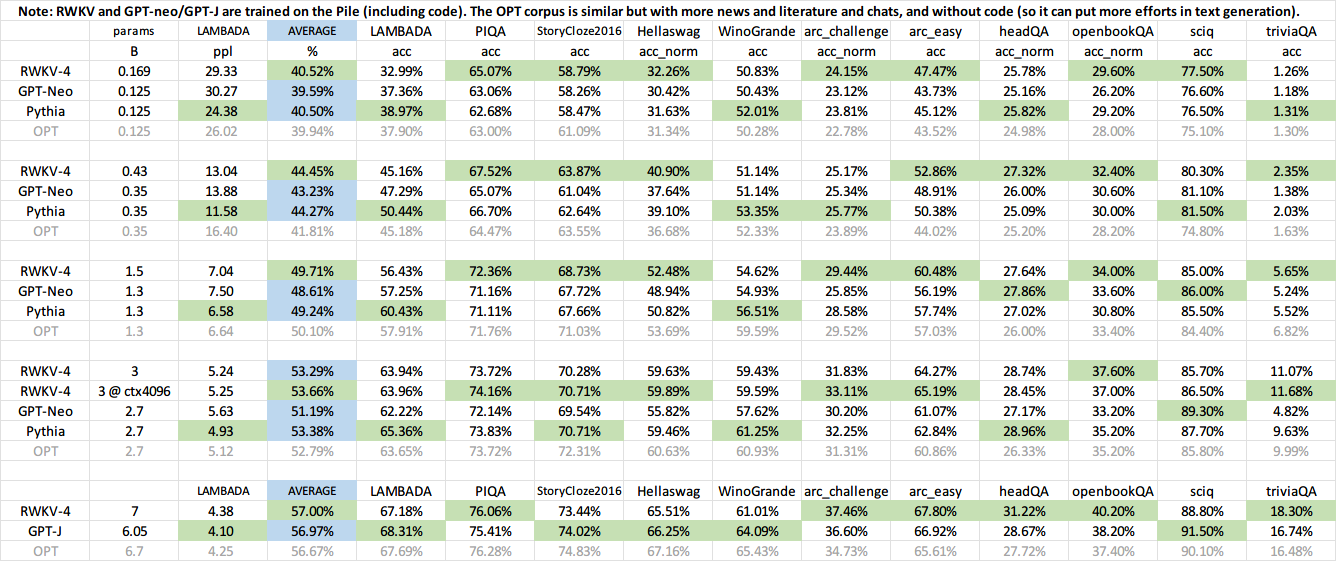 Note: RWKV and GPT-neo/GPT-J are trained on the Pile (including code). The OPT corpus is similar but with more news and literature and chats, and without code (so it can put more efforts in text generation).
params LAMBADA AVERAGE LAMBADA PIQA StoryCloze2016 Hellaswag WinoGrande arc_challenge arc_easy headQA openbookQA sciq triviaQA
B ppl % acc acc acc acc_norm acc acc_norm acc acc_norm acc_norm acc acc
RWKV-4 0.169 29.33 40.52% 32.99% 65.07% 58.79% 32.26% 50.83% 24.15% 47.47% 25.78% 29.60% 77.50% 1.26%
GPT-Neo 0.125 30.27 39.59% 37.36% 63.06% 58.26% 30.42% 50.43% 23.12% 43.73% 25.16% 26.20% 76.60% 1.18%
Pythia 0.125 24.38 40.50% 38.97% 62.68% 58.47% 31.63% 52.01% 23.81% 45.12% 25.82% 29.20% 76.50% 1.31%
OPT 0.125 26.02 39.94% 37.90% 63.00% 61.09% 31.34% 50.28% 22.78% 43.52% 24.98% 28.00% 75.10% 1.30%
RWKV-4 0.43 13.04 44.45% 45.16% 67.52% 63.87% 40.90% 51.14% 25.17% 52.86% 27.32% 32.40% 80.30% 2.35%
GPT-Neo 0.35 13.88 43.23% 47.29% 65.07% 61.04% 37.64% 51.14% 25.34% 48.91% 26.00% 30.60% 81.10% 1.38%
Pythia 0.35 11.58 44.27% 50.44% 66.70% 62.64% 39.10% 53.35% 25.77% 50.38% 25.09% 30.00% 81.50% 2.03%
OPT 0.35 16.40 41.81% 45.18% 64.47% 63.55% 36.68% 52.33% 23.89% 44.02% 25.20% 28.20% 74.80% 1.63%
RWKV-4 1.5 7.04 49.71% 56.43% 72.36% 68.73% 52.48% 54.62% 29.44% 60.48% 27.64% 34.00% 85.00% 5.65%
GPT-Neo 1.3 7.50 48.61% 57.25% 71.16% 67.72% 48.94% 54.93% 25.85% 56.19% 27.86% 33.60% 86.00% 5.24%
Pythia 1.3 6.58 49.24% 60.43% 71.11% 67.66% 50.82% 56.51% 28.58% 57.74% 27.02% 30.80% 85.50% 5.52%
OPT 1.3 6.64 50.10% 57.91% 71.76% 71.03% 53.69% 59.59% 29.52% 57.03% 26.00% 33.40% 84.40% 6.82%
RWKV-4 3 5.24 53.29% 63.94% 73.72% 70.28% 59.63% 59.43% 31.83% 64.27% 28.74% 37.60% 85.70% 11.07%
RWKV-4 3 @ ctx4096 5.25 53.66% 63.96% 74.16% 70.71% 59.89% 59.59% 33.11% 65.19% 28.45% 37.00% 86.50% 11.68%
GPT-Neo 2.7 5.63 51.19% 62.22% 72.14% 69.54% 55.82% 57.62% 30.20% 61.07% 27.17% 33.20% 89.30% 4.82%
Pythia 2.7 4.93 53.38% 65.36% 73.83% 70.71% 59.46% 61.25% 32.25% 62.84% 28.96% 35.20% 87.70% 9.63%
OPT 2.7 5.12 52.79% 63.65% 73.72% 72.31% 60.63% 60.93% 31.31% 60.86% 26.33% 35.20% 85.80% 9.99%
LAMBADA AVERAGE LAMBADA PIQA StoryCloze2016 Hellaswag WinoGrande arc_challenge arc_easy headQA openbookQA sciq triviaQA
RWKV-4 7 4.38 57.00% 67.18% 76.06% 73.44% 65.51% 61.01% 37.46% 67.80% 31.22% 40.20% 88.80% 18.30%
GPT-J 6.05 4.10 56.97% 68.31% 75.41% 74.02% 66.25% 64.09% 36.60% 66.92% 28.67% 38.20% 91.50% 16.74%
OPT 6.7 4.25 56.67% 67.69% 76.28% 74.83% 67.16% 65.43% 34.73% 65.61% 27.72% 37.40% 90.10% 16.48%